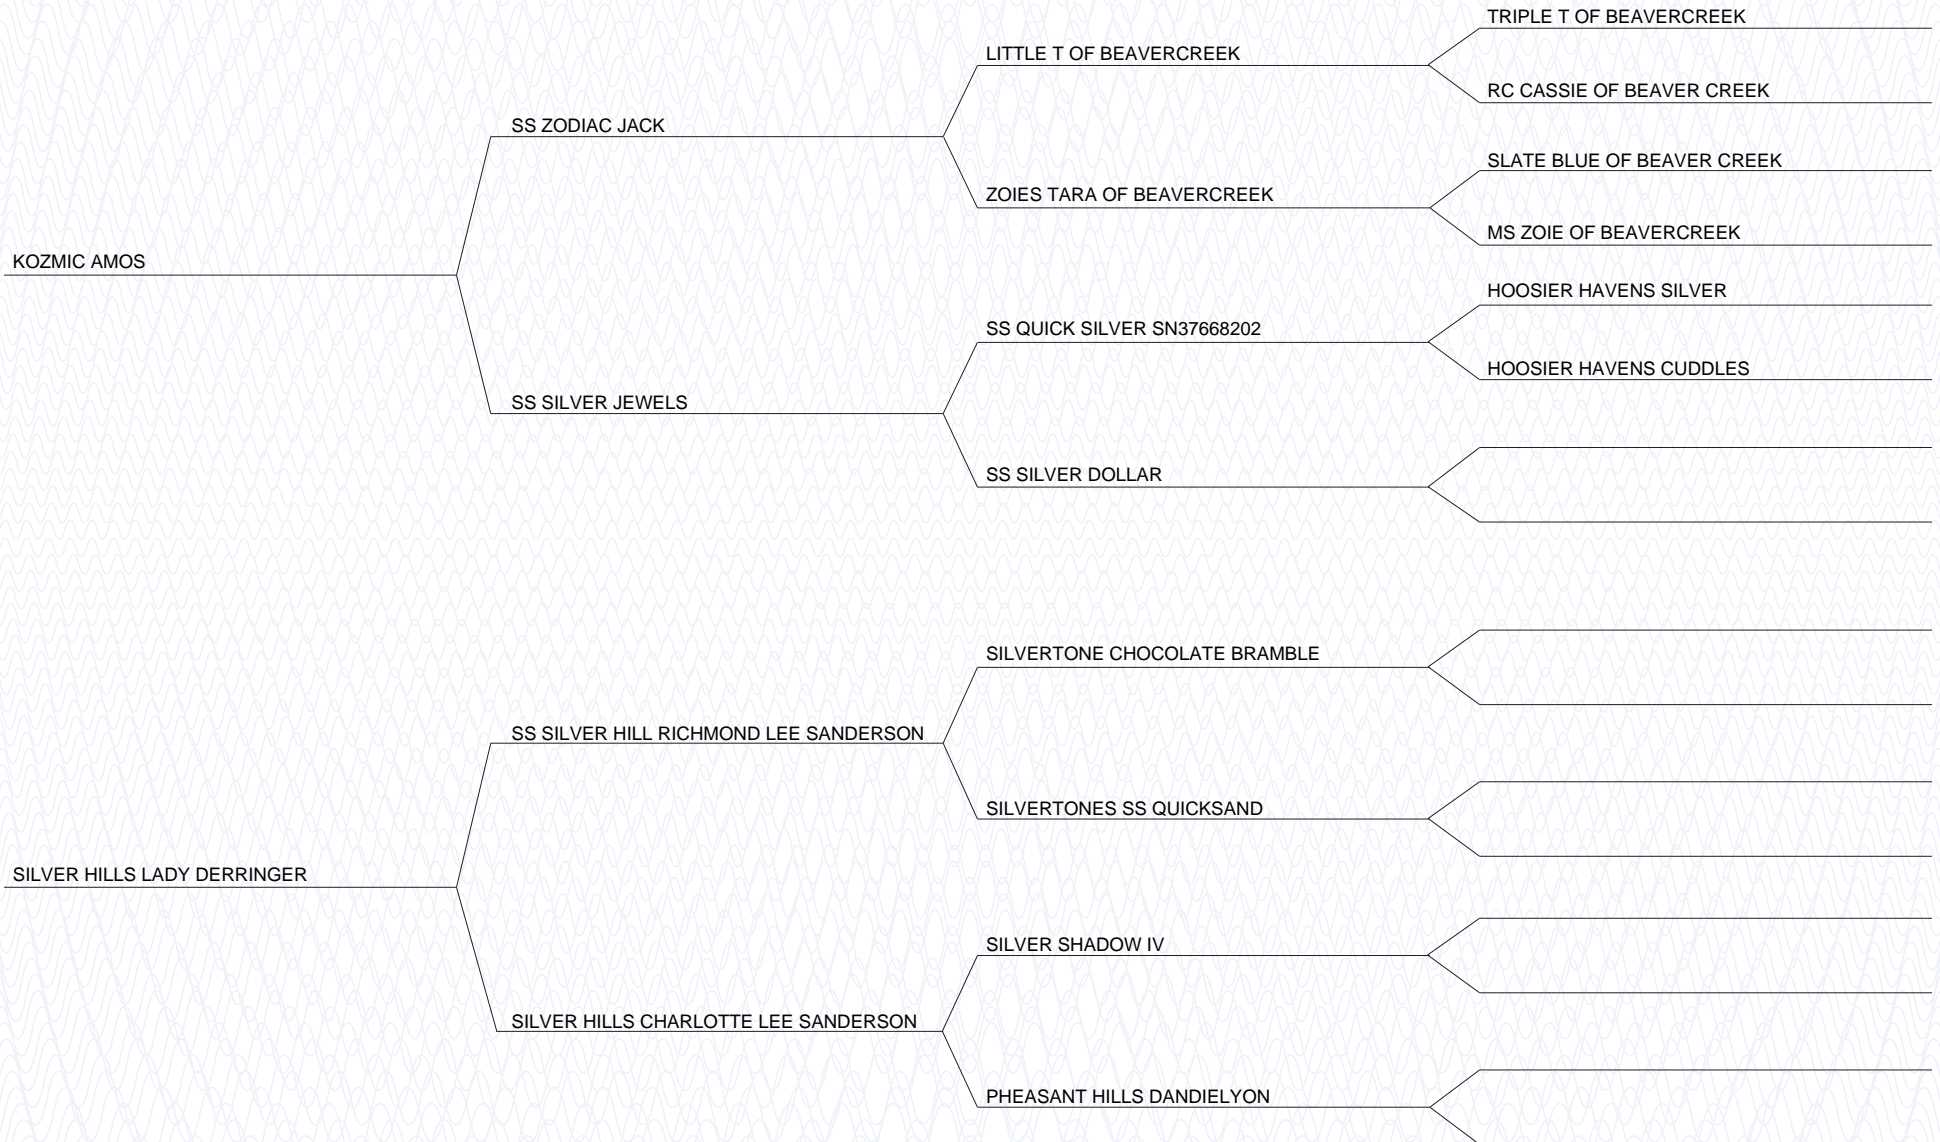 TRIPLE T OF BEAVERCREEK
LITTLE T OF BEAVERCREEK
RC CASSIE OF BEAVER CREEK
SS ZODIAC JACK
SLATE BLUE OF BEAVER CREEK
ZOIES TARA OF BEAVERCREEK
MS ZOIE OF BEAVERCREEK
KOZMIC AMOS
HOOSIER HAVENS SILVER
SS QUICK SILVER SN37668202
HOOSIER HAVENS CUDDLES
SS SILVER JEWELS
SS SILVER DOLLAR
SILVERTONE CHOCOLATE BRAMBLE
SS SILVER HILL RICHMOND LEE SANDERSON
SILVERTONES SS QUICKSAND
SILVER HILLS LADY DERRINGER
SILVER SHADOW IV
SILVER HILLS CHARLOTTE LEE SANDERSON
PHEASANT HILLS DANDIELYON